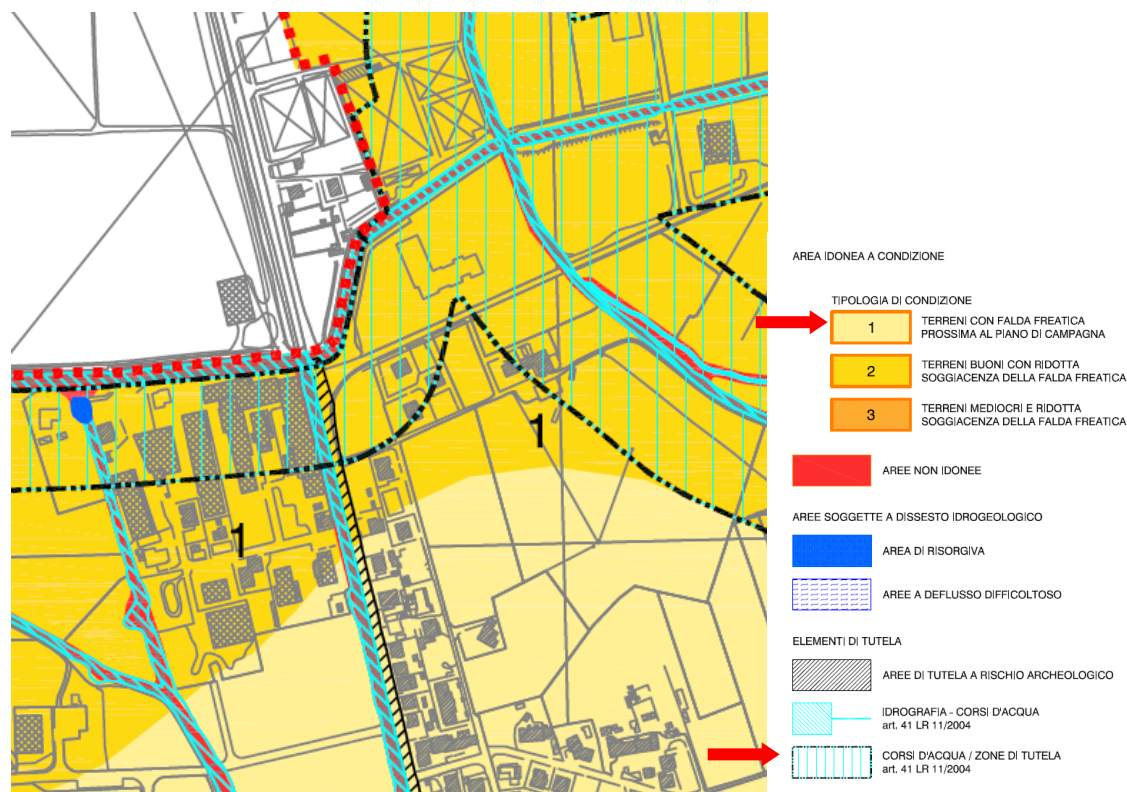 AREA IDONEA A CONDIZIONE
TIPOLOGIA DI CONDIZIONE
1
TERRENI CON FALDA FREATICA
PROSSIMA AL PIANO DI CAMPAGNA
2
TERRENI BUONI CON RIDOTTA
SOGGIACENZA DELLA FALDA FREATICA
3
TERRENI MEDIOCRI E RIDOTTA
SOGGIACENZA DELLA FALDA FREATICA
AREE NON IDONEE
AREE SOGGETTE A DISSESTO IDROGEOLOGICO
AREA DI RISORGIVA
AREE A DEFLUSSO DIFFICOLTOSO
ELEMENTI DI TUTELA
AREE DI TUTELA A RISCHIO ARCHEOLOGICO
IDROGRAFIA - CORSI D'ACQUA
art. 41 LR 11/2004
CORSI D'ACQUA / ZONE DI TUTELA
art. 41 LR 11/2004
1
1